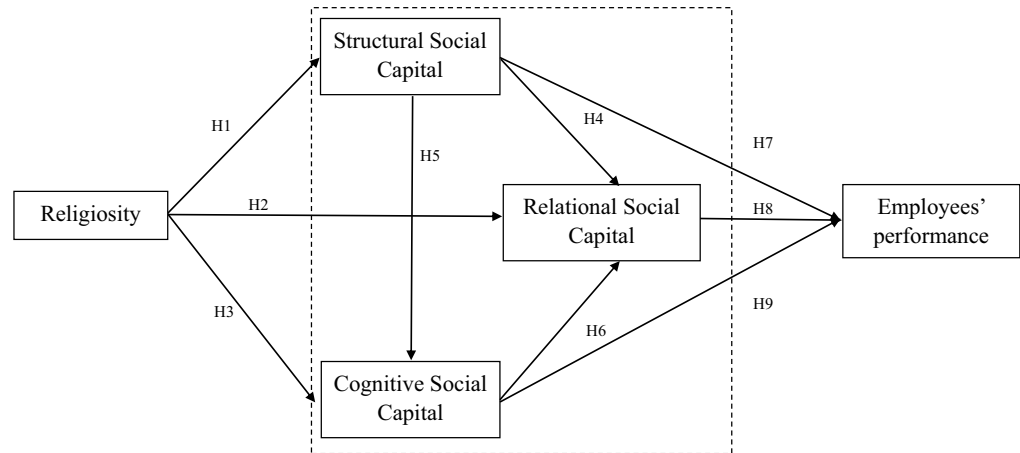 Structural Social
Capital
H1
H4
H7
H5
Religiosity
H2
Relational Social
Capital
H8
Employees’
performance
H3
H6
H9
Cognitive Social
Capital